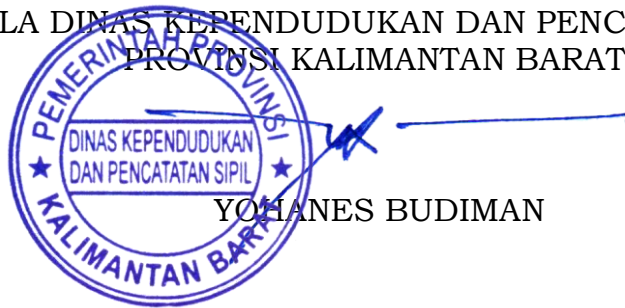 LA DINAS KEPENDUDUKAN DAN PENC
PROVINSI KALIMANTAN BARAT
PEMERINTAH PROVINSI
DINAS KEPENDUDUKAN
DAN PENCATATAN SIPIL
KALIMANTAN BARAT
YOHANES BUDIMAN